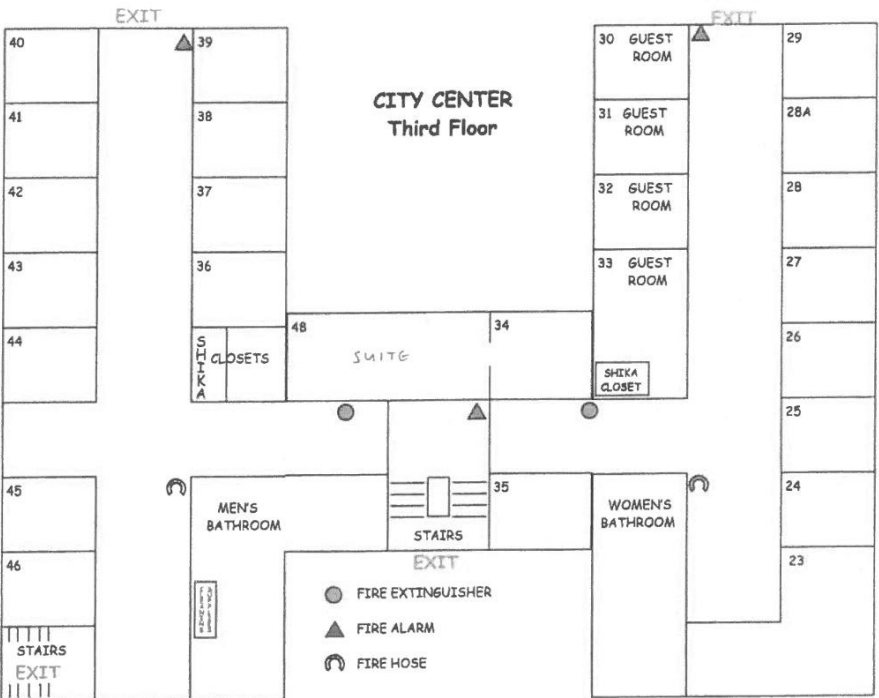 EXIT
EXIT
40
39
30 GUEST
ROOM
29
CITY CENTER
Third Floor
41
38
31 GUEST
ROOM
28A
42
37
32 GUEST
ROOM
28
43
36
33 GUEST
ROOM
27
44
SHIKA
CLOSETS
48
SUITE
34
SHIKA
CLOSET
26
25
45
MEN'S
BATHROOM
STAIRS
35
WOMEN'S
BATHROOM
24
46
EXIT
23
FIRE EXTINGUISHER
FIRE ALARM
FIRE HOSE
STAIRS
EXIT